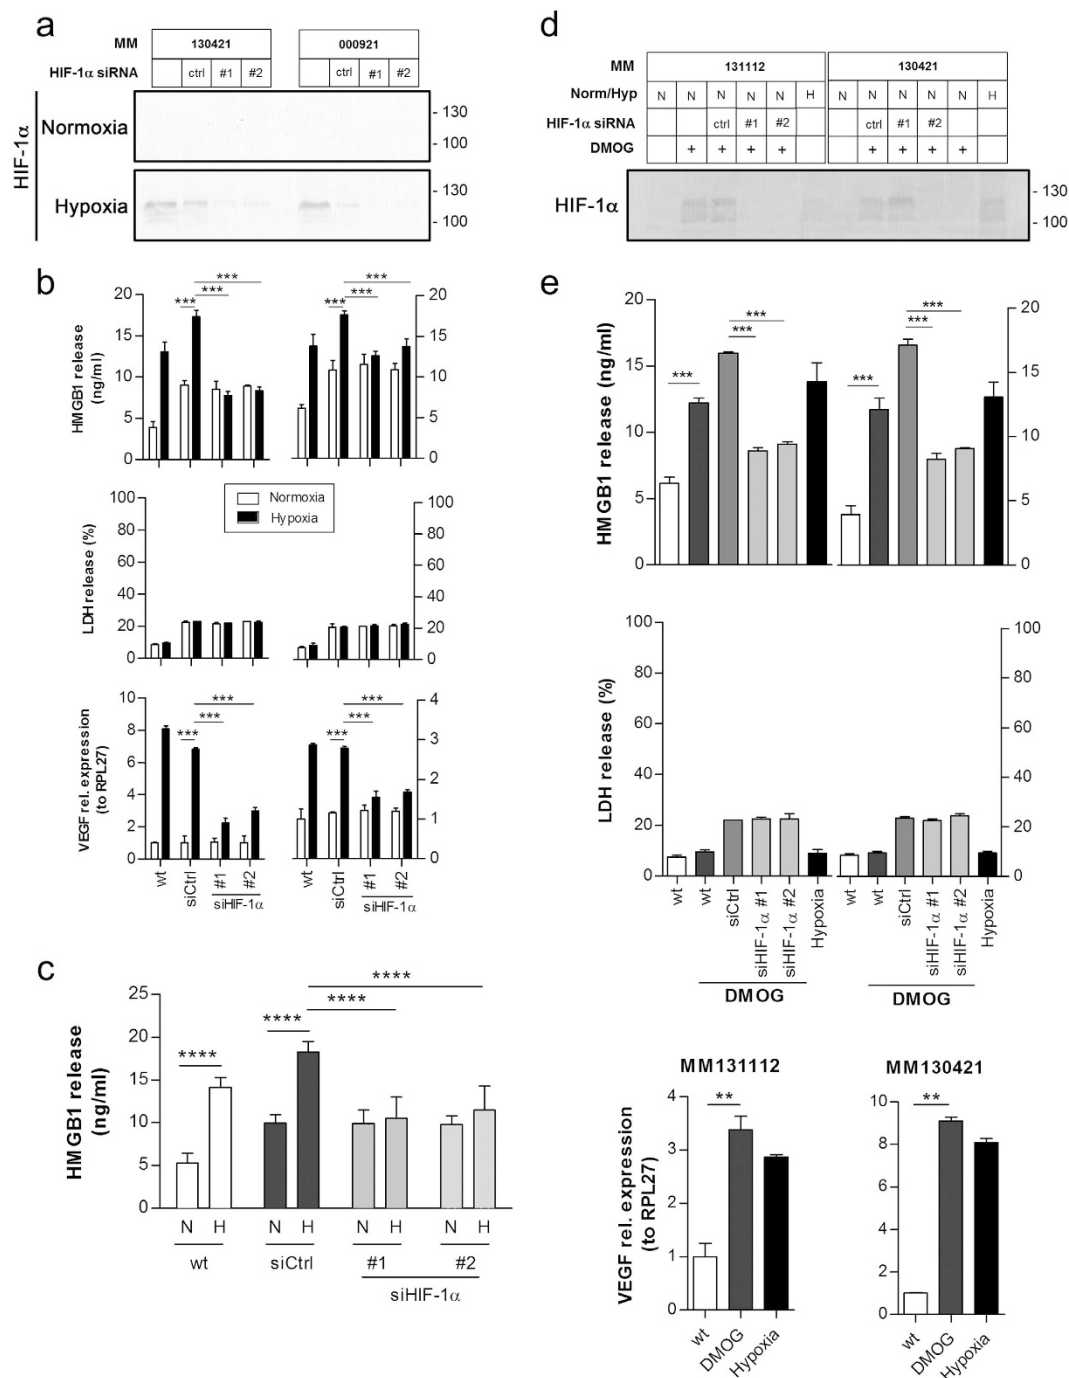 a
MM 130421 000921
HIF-1α siRNA ctrl #1 #2 ctrl #1 #2
HIF-1α
Normoxia
- 130
- 100
Hypoxia
- 130
- 100
b
HMGB1 release
(ng/ml)
20
15
10
5
0
*** *** ***
*** *** ***
20
15
10
5
0
LDH release (%)
100
80
60
40
20
0
Normoxia
Hypoxia
100
80
60
40
20
0
VEGF rel. expression
(to RPL27)
10
8
6
4
2
0
*** *** ***
*** *** ***
4
3
2
1
0
wt siCtrl #1 #2 wt siCtrl #1 #2
siHIF-1α siHIF-1α
c
HMGB1 release
(ng/ml)
25
20
15
10
5
0
**** **** **** ****
N H N H N H N H
wt siCtrl #1 #2
siHIF-1α
d
MM 131112 130421
Norm/Hyp N N N N N H N N N N N H
HIF-1α siRNA ctrl #1 #2 ctrl #1 #2
DMOG + + + + + + + +
HIF-1α
- 130
- 100
e
HMGB1 release (ng/ml)
20
15
10
5
0
*** *** ***
*** *** ***
20
15
10
5
0
LDH release (%)
100
80
60
40
20
0
100
80
60
40
20
0
wt wt siCtrl siHIF-1α #1 siHIF-1α #2 Hypoxia wt wt siCtrl siHIF-1α #1 siHIF-1α #2 Hypoxia
DMOG DMOG
MM131112 MM130421
VEGF rel. expression
(to RPL27)
4
3
2
1
0
**
wt DMOG Hypoxia
10
8
6
4
2
0
**
wt DMOG Hypoxia